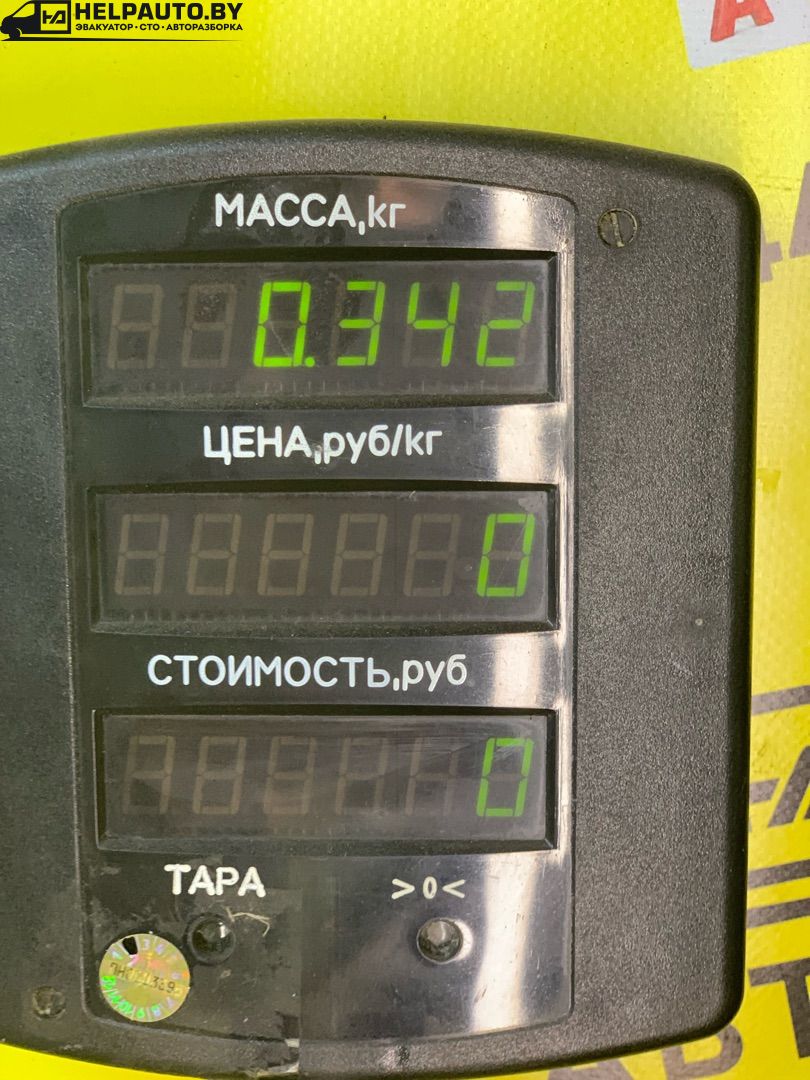 HELPAUTO.BY
ЭВАКУАТОР • СТО • АВТОРАЗБОРКА
МАССА,кг
0.342
ЦЕНА,руб/кг
0
СТОИМОСТЬ,руб
0
ТАРА
>0<